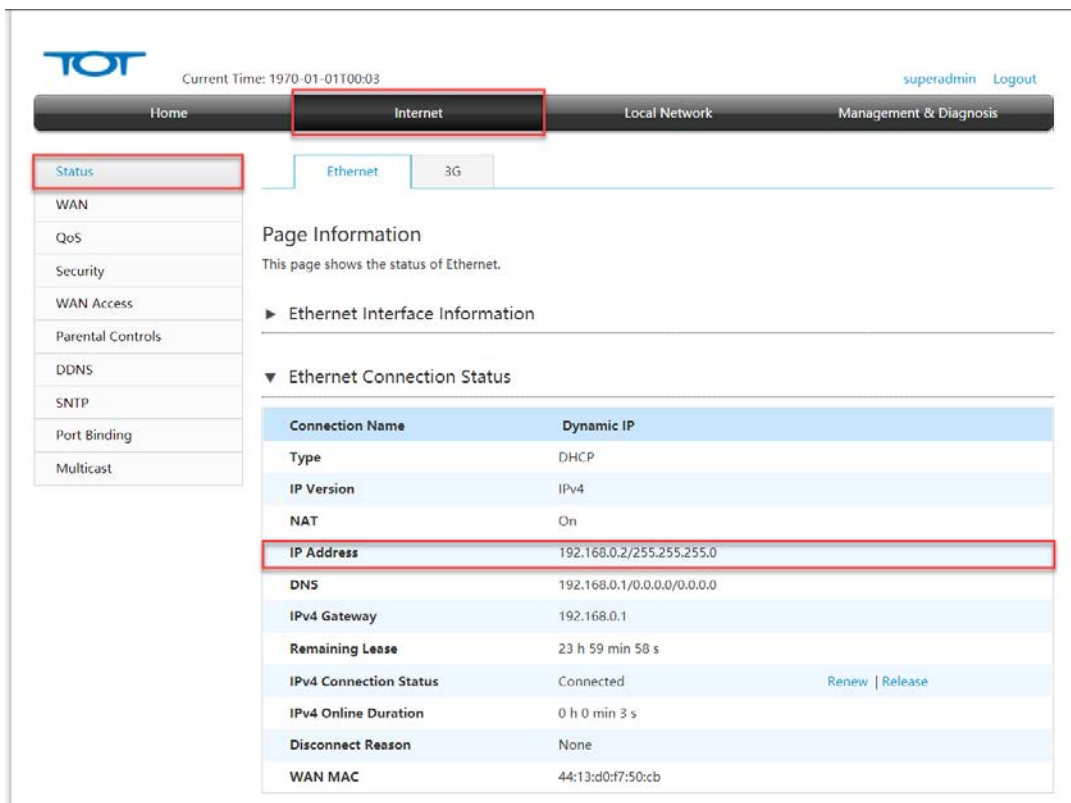 TOT
Current Time: 1970-01-01T00:03
superadmin Logout
Home Internet Local Network Management & Diagnosis
Status
WAN
QoS
Security
WAN Access
Parental Controls
DDNS
SNTP
Port Binding
Multicast
Ethernet 3G
Page Information
This page shows the status of Ethernet.
▶ Ethernet Interface Information
▼ Ethernet Connection Status
Connection Name Dynamic IP
Type DHCP
IP Version IPv4
NAT On
IP Address 192.168.0.2/255.255.255.0
DNS 192.168.0.1/0.0.0.0/0.0.0.0
IPv4 Gateway 192.168.0.1
Remaining Lease 23 h 59 min 58 s
IPv4 Connection Status Connected Renew | Release
IPv4 Online Duration 0 h 0 min 3 s
Disconnect Reason None
WAN MAC 44:13:d0:f7:50:cb